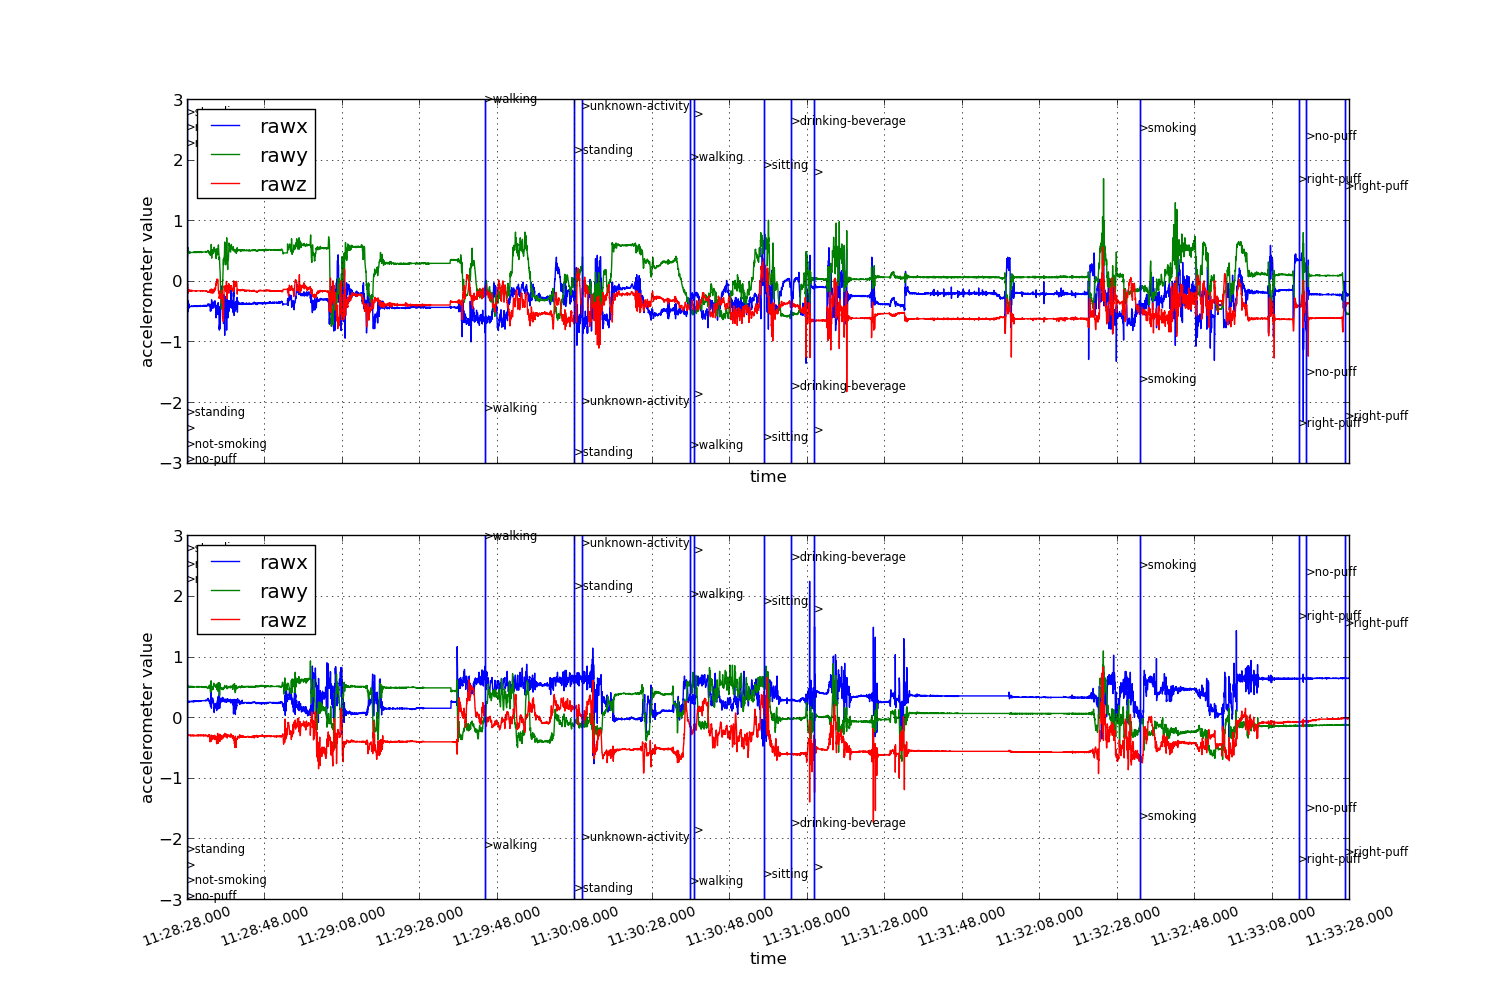 3
2
1
0
−1
−2
−3
accelerometer value
rawx
rawy
rawz
>walking
>unknown-activity
>
>drinking-beverage
>smoking
>no-puff
>standing
>walking
>sitting
>
>right-puff
>right-puff
>no-puff
>smoking
>drinking-beverage
>
>unknown-activity
>walking
>standing
>
>not-smoking
>no-puff
>standing
>walking
>sitting
>
>right-puff
>right-puff
time
3
2
1
0
−1
−2
−3
accelerometer value
rawx
rawy
rawz
>walking
>unknown-activity
>
>drinking-beverage
>smoking
>no-puff
>standing
>walking
>sitting
>
>right-puff
>right-puff
>no-puff
>smoking
>drinking-beverage
>
>unknown-activity
>walking
>standing
>
>not-smoking
>no-puff
>standing
>walking
>sitting
>
>right-puff
>right-puff
11:28:28.000
11:28:48.000
11:29:08.000
11:29:28.000
11:29:48.000
11:30:08.000
11:30:28.000
11:30:48.000
11:31:08.000
11:31:28.000
11:31:48.000
11:32:08.000
11:32:28.000
11:32:48.000
11:33:08.000
11:33:28.000
time